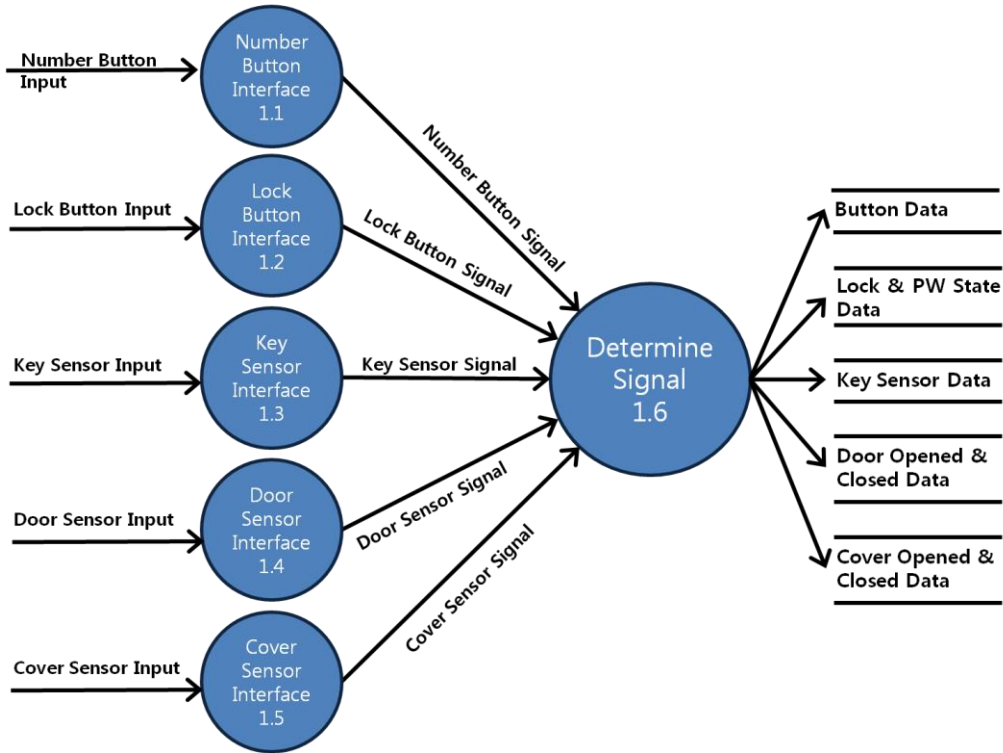 Number Button
Input
Number
Button
Interface
1.1
Number Button Signal
Lock Button Input
Lock
Button
Interface
1.2
Lock Button Signal
Key Sensor Input
Key
Sensor
Interface
1.3
Key Sensor Signal
Door Sensor Input
Door
Sensor
Interface
1.4
Door Sensor Signal
Cover Sensor Input
Cover
Sensor
Interface
1.5
Cover Sensor Signal
Determine
Signal
1.6
Button Data
Lock & PW State
Data
Key Sensor Data
Door Opened &
Closed Data
Cover Opened &
Closed Data